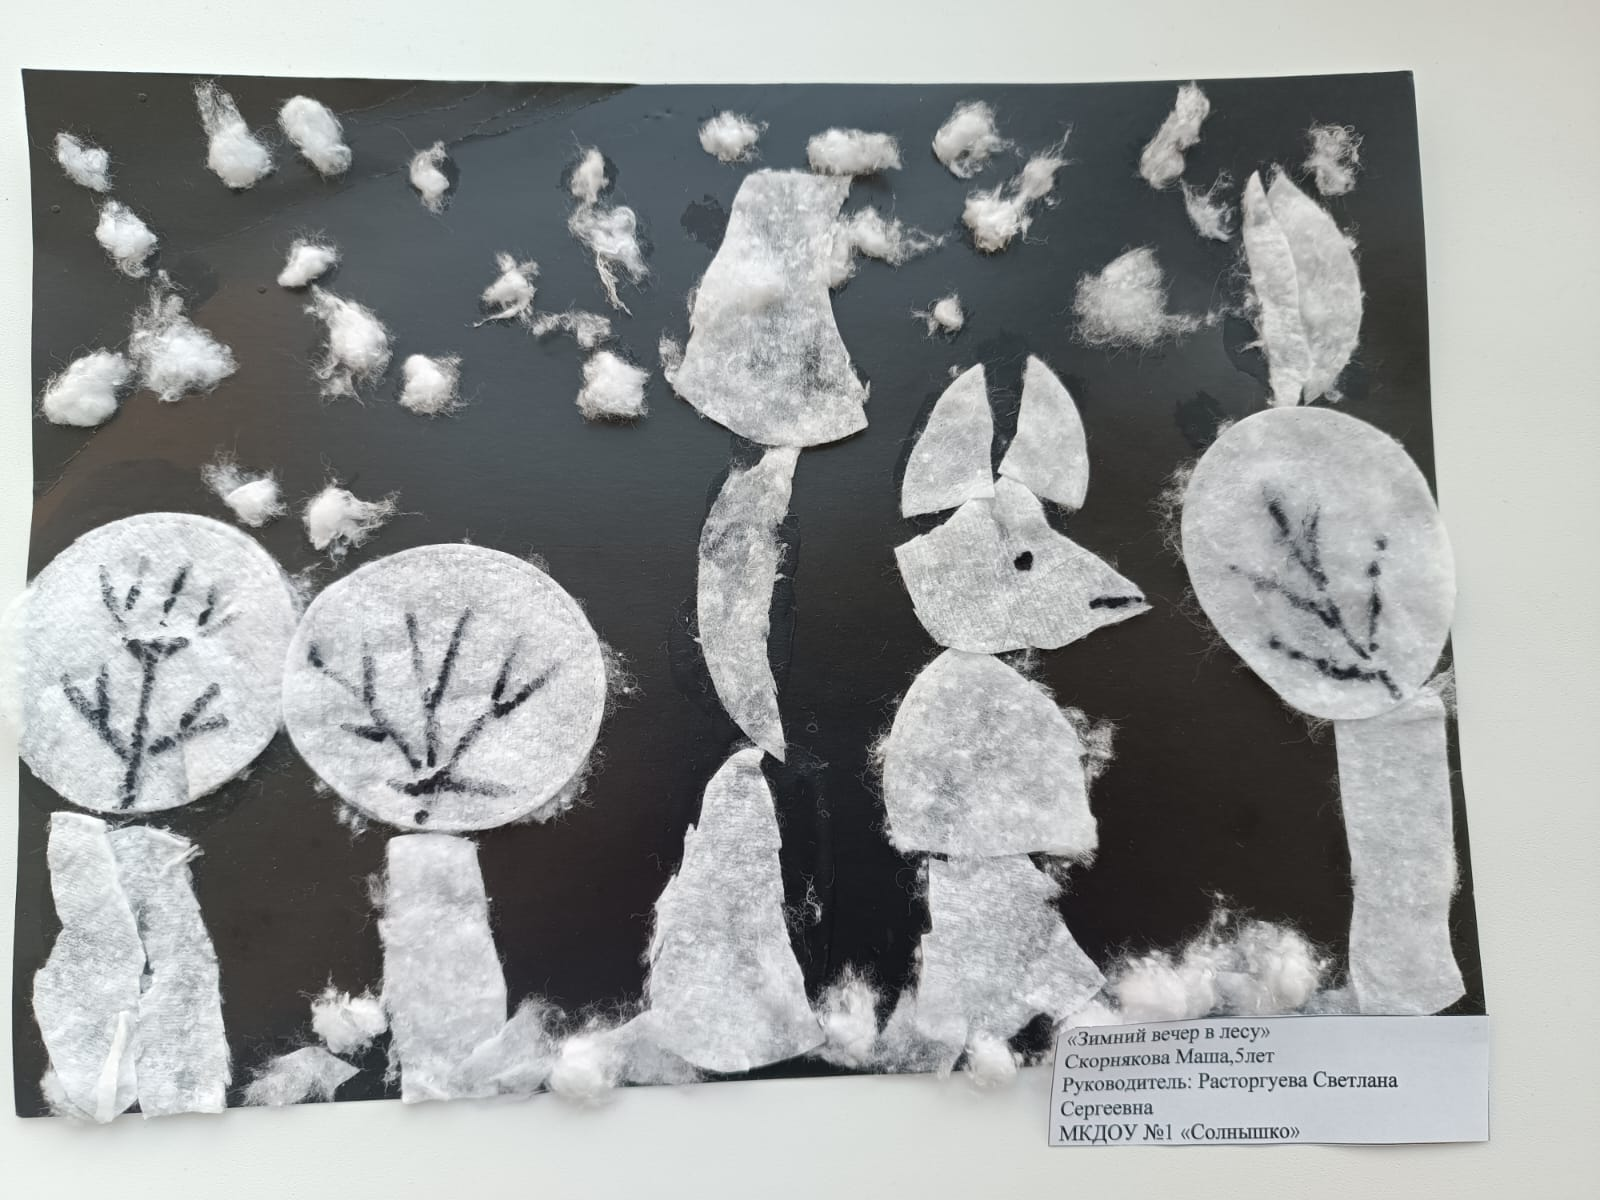 «Зимний вечер в лесу»
Скорнякова Маша,5лет
Руководитель: Расторгуева Светлана
Сергеевна
МКДОУ №1 «Солнышко»